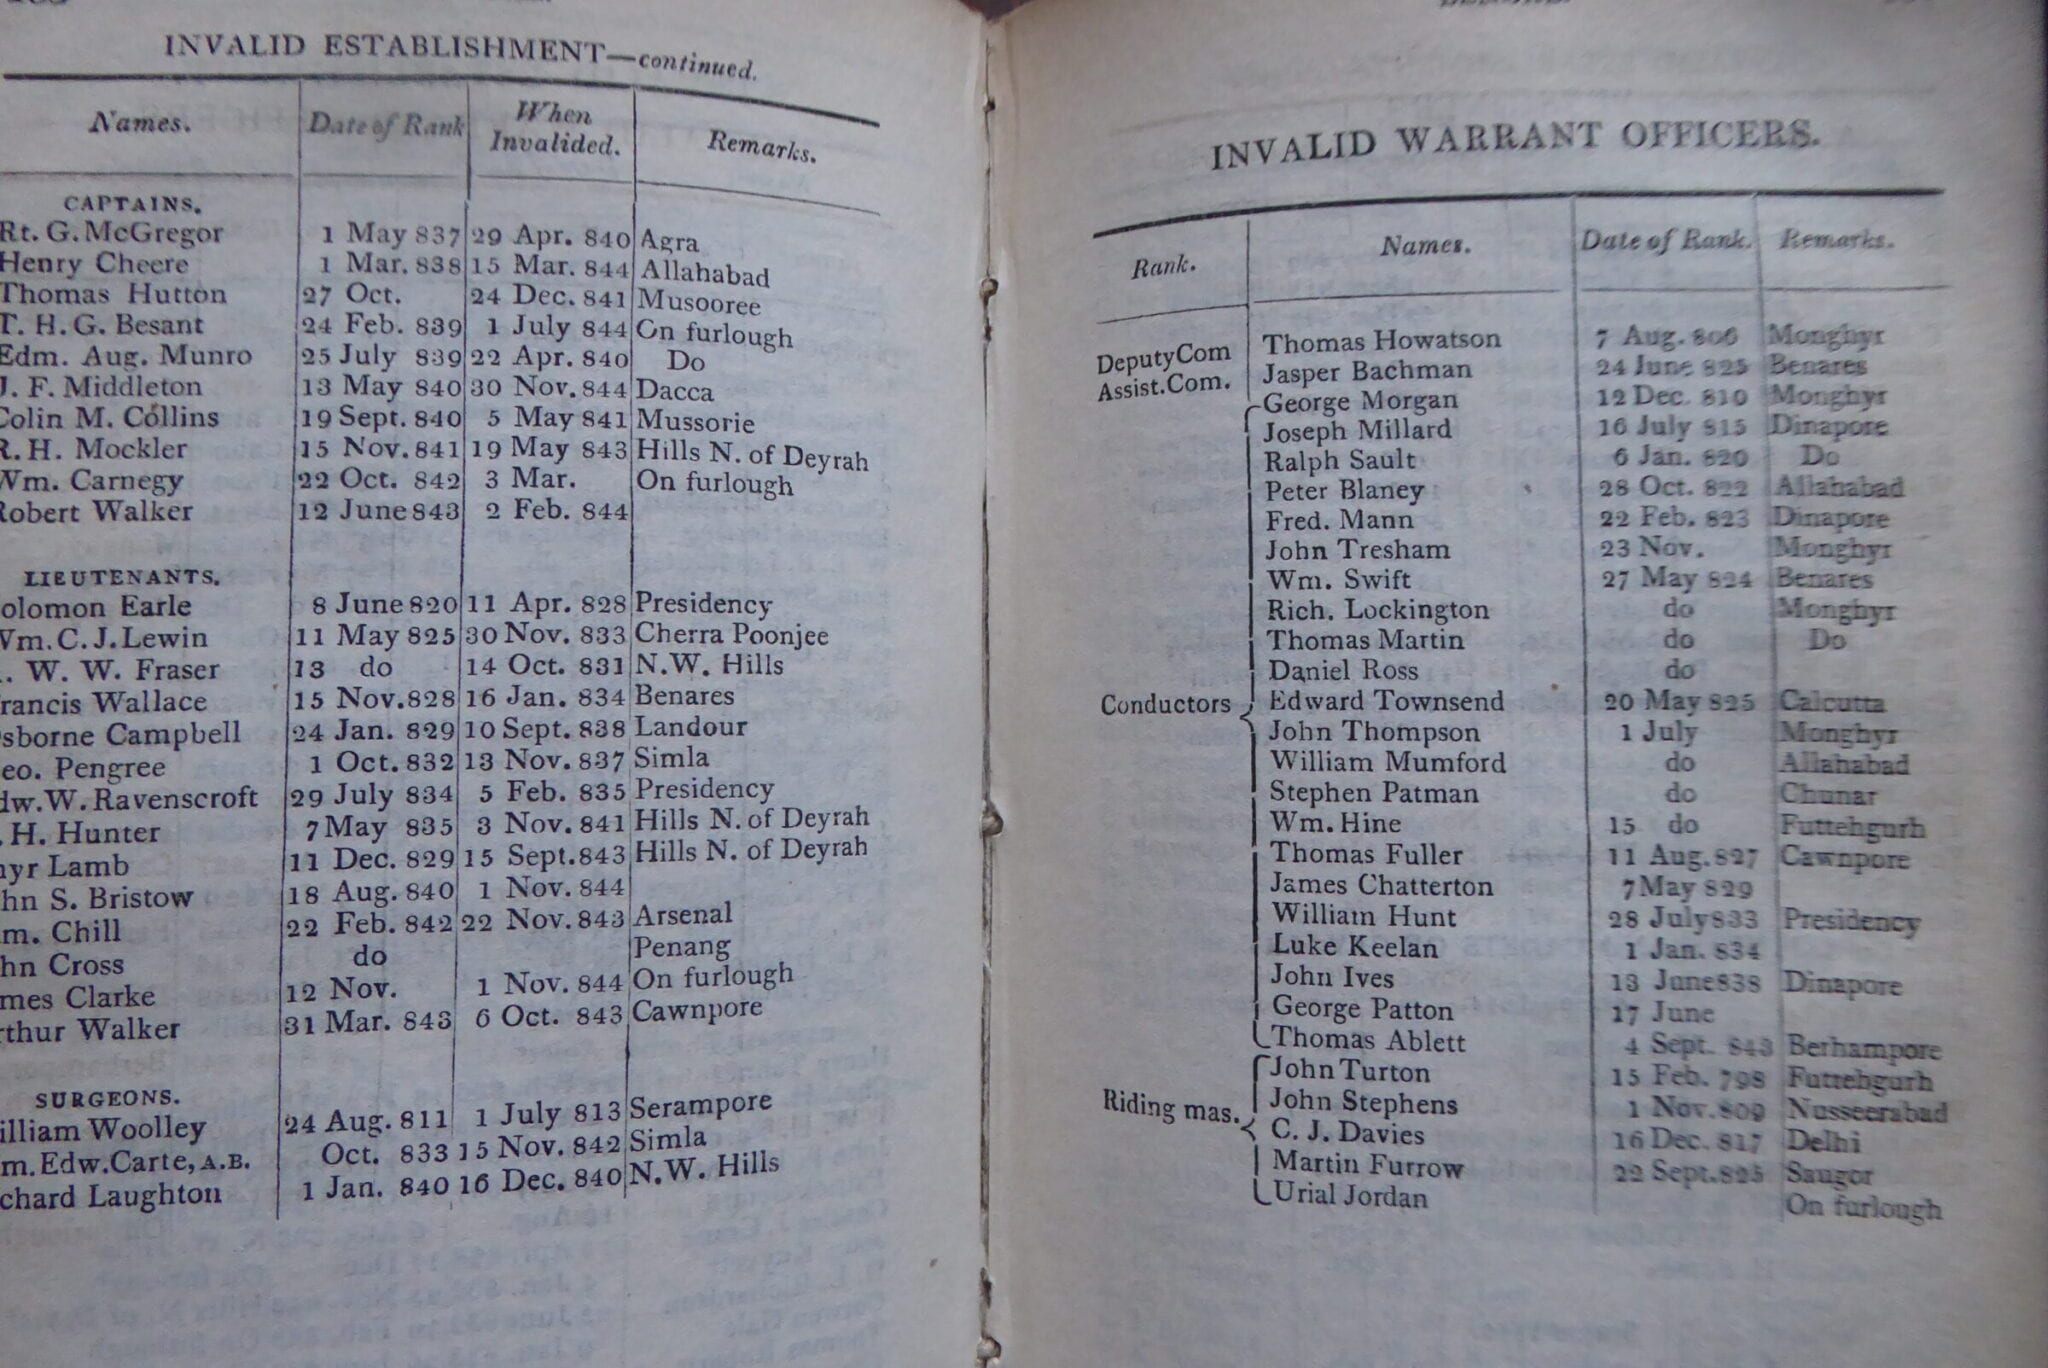 INVALID ESTABLISHMENT—continued.
Names. Date of Rank When Invalided. Remarks.
CAPTAINS.
Rt. G. McGregor 1 May 837 29 Apr. 840 Agra
Henry Cheere 1 Mar. 838 15 Mar. 844 Allahabad
Thomas Hutton 27 Oct. 24 Dec. 841 Musooree
T. H. G. Besant 24 Feb. 839 1 July 844 On furlough
Edm. Aug. Munro 25 July 839 22 Apr. 840 Do
J. F. Middleton 13 May 840 30 Nov. 844 Dacca
Colin M. Collins 19 Sept. 840 5 May 841 Mussorie
R. H. Mockler 15 Nov. 841 19 May 843 Hills N. of Deyrah
Wm. Carnegy 22 Oct. 842 3 Mar. On furlough
Robert Walker 12 June 843 2 Feb. 844
LIEUTENANTS.
olomon Earle 8 June 820 11 Apr. 828 Presidency
Wm. C. J. Lewin 11 May 825 30 Nov. 833 Cherra Poonjee
. W. W. Fraser 13 do 14 Oct. 831 N.W. Hills
rancis Wallace 15 Nov. 828 16 Jan. 834 Benares
sborne Campbell 24 Jan. 829 10 Sept. 838 Landour
eo. Pengree 1 Oct. 832 13 Nov. 837 Simla
dw. W. Ravenscroft 29 July 834 5 Feb. 835 Presidency
. H. Hunter 7 May 835 3 Nov. 841 Hills N. of Deyrah
yr Lamb 11 Dec. 829 15 Sept. 843 Hills N. of Deyrah
hn S. Bristow 18 Aug. 840 1 Nov. 844
m. Chill 22 Feb. 842 22 Nov. 843 Arsenal
hn Cross do Penang
mes Clarke 12 Nov. 1 Nov. 844 On furlough
rthur Walker 31 Mar. 843 6 Oct. 843 Cawnpore
SURGEONS.
illiam Woolley 24 Aug. 811 1 July 813 Serampore
m. Edw. Carte, A.B. Oct. 833 15 Nov. 842 Simla
chard Laughton 1 Jan. 840 16 Dec. 840 N.W. Hills
INVALID WARRANT OFFICERS.
Rank. Names. Date of Rank. Remarks.
Deputy Com Thomas Howatson 7 Aug. 806 Monghyr
Assist. Com. Jasper Bachman 24 June 825 Benares
George Morgan 12 Dec. 810 Monghyr
Joseph Millard 16 July 815 Dinapore
Ralph Sault 6 Jan. 820 Do
Peter Blaney 28 Oct. 822 Allahabad
Fred. Mann 22 Feb. 823 Dinapore
John Tresham 23 Nov. Monghyr
Wm. Swift 27 May 824 Benares
Rich. Lockington do Monghyr
Thomas Martin do Do
Daniel Ross do
Conductors Edward Townsend 20 May 825 Calcutta
John Thompson 1 July Monghyr
William Mumford do Allahabad
Stephen Patman do Chunar
Wm. Hine 15 do Futtehgurh
Thomas Fuller 11 Aug. 827 Cawnpore
James Chatterton 7 May 829
William Hunt 28 July 833 Presidency
Luke Keelan 1 Jan. 834
John Ives 13 June 838 Dinapore
George Patton 17 June
Thomas Ablett 4 Sept. 843 Berhampore
John Turton 15 Feb. 798 Futtehgurh
John Stephens 1 Nov. 809 Nusseerabad
Riding mas. C. J. Davies 16 Dec. 817 Delhi
Martin Furrow 22 Sept. 825 Saugor
Urial Jordan On furlough